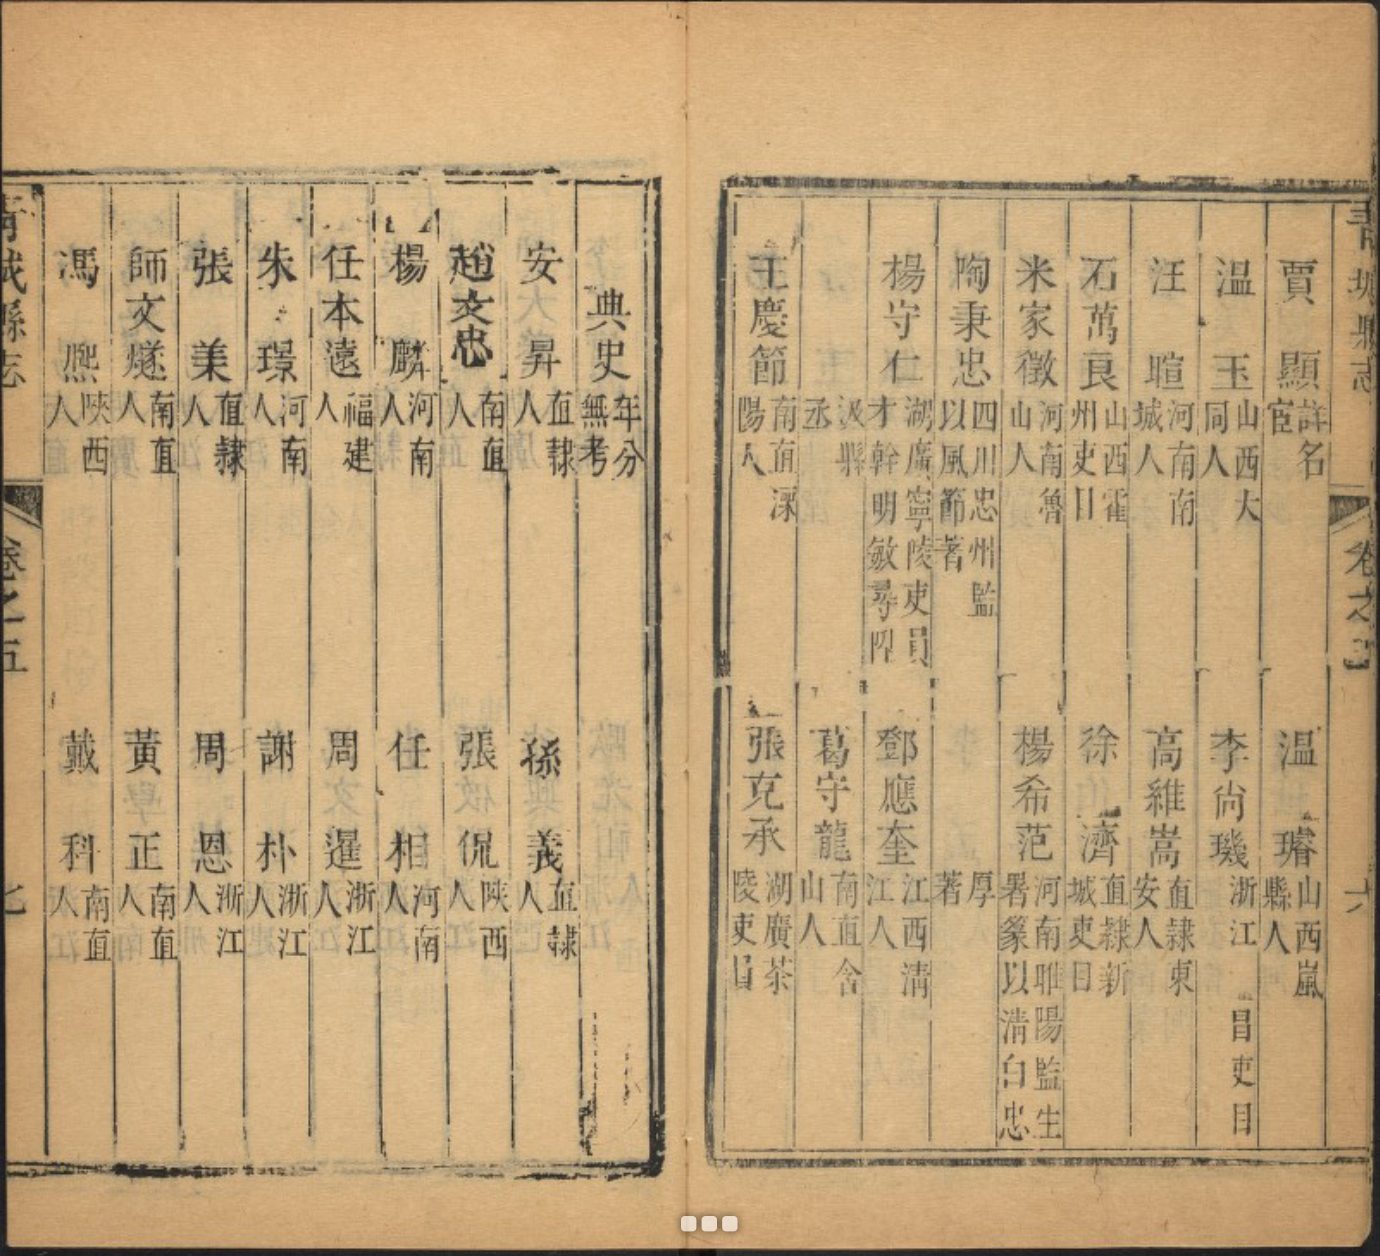 青城縣志 卷之五 六
賈顯 詳名宦 温璿 山西嵐縣人
温玉 山西大同人 李尚璣 浙江 昌吏目
汪暄 河南南城人 高維嵩 直隸東安人
石萬良 山西霍州吏目 徐濟 直隸新城吏目
米家徵 河南魯山人 楊希范 河南睢陽監生署篆以清白忠
陶秉忠 四川忠州監以風節著 厚著
楊守仁 湖廣寧陵吏員才幹明敏尋陞 鄧應奎 江西清江人
汲縣丞 葛守龍 南直含山人
王慶節 南直溧陽人 張克承 湖廣茶陵吏目
典史 年分無考
安昇 直隸人 孫義 直隸人
趙文忠 南直人 張侃 陝西人
楊麟 河南人 任相 河南人
任本遠 福建人 周暹 浙江人
朱璟 河南人 謝朴 浙江人
張美 直隸人 周恩 浙江人
師文燧 南直人 黃正 南直人
馮熙 陝西人 戴科 南直人
青城縣志 卷之五 七